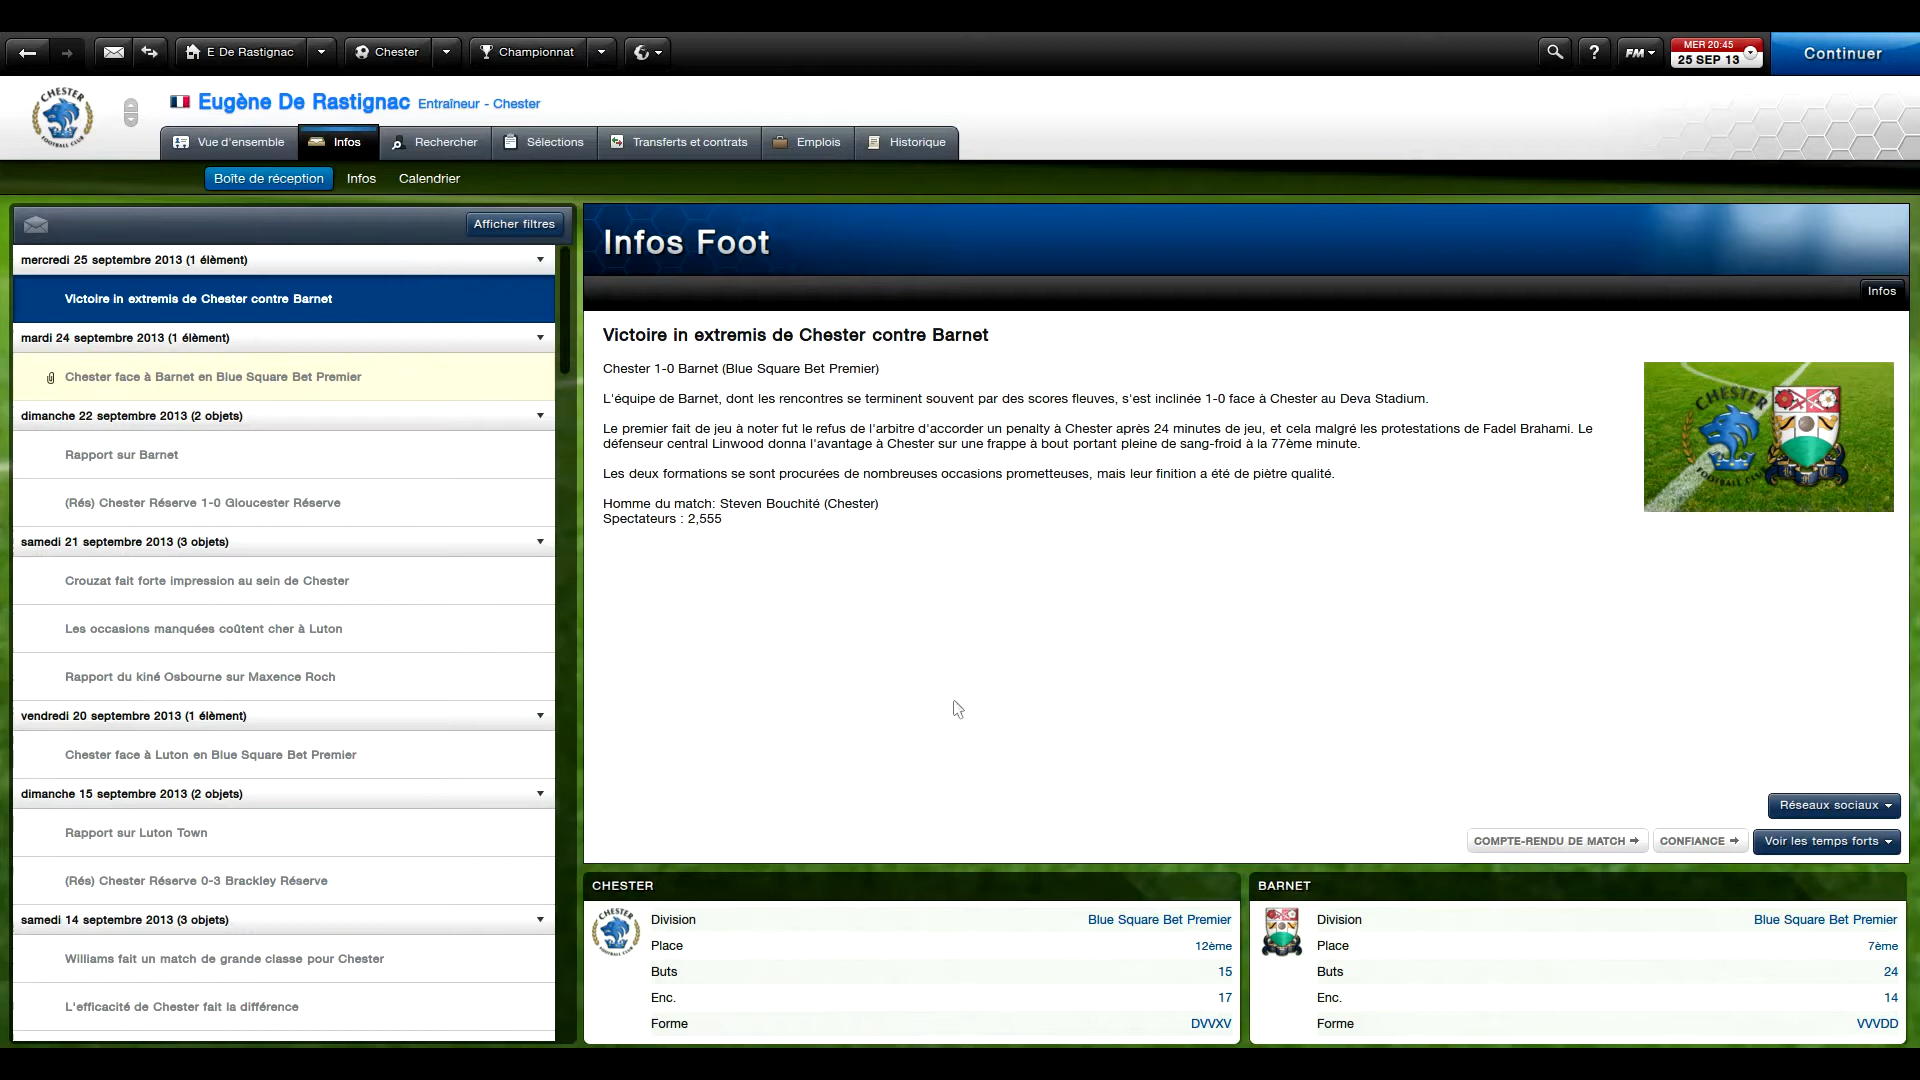 E De Rastignac
Chester
Championnat
?
FM
MER 20:45
25 SEP 13
Continuer
CHESTER
FOOTBALL CLUB
Eugène De Rastignac Entraîneur - Chester
Vue d'ensemble
Infos
Rechercher
Sélections
Transferts et contrats
Emplois
Historique
Boîte de réception
Infos
Calendrier
Afficher filtres
mercredi 25 septembre 2013 (1 élèment)
Victoire in extremis de Chester contre Barnet
mardi 24 septembre 2013 (1 élèment)
Chester face à Barnet en Blue Square Bet Premier
dimanche 22 septembre 2013 (2 objets)
Rapport sur Barnet
(Rés) Chester Réserve 1-0 Gloucester Réserve
samedi 21 septembre 2013 (3 objets)
Crouzat fait forte impression au sein de Chester
Les occasions manquées coûtent cher à Luton
Rapport du kiné Osbourne sur Maxence Roch
vendredi 20 septembre 2013 (1 élèment)
Chester face à Luton en Blue Square Bet Premier
dimanche 15 septembre 2013 (2 objets)
Rapport sur Luton Town
(Rés) Chester Réserve 0-3 Brackley Réserve
samedi 14 septembre 2013 (3 objets)
Williams fait un match de grande classe pour Chester
L'efficacité de Chester fait la différence
Infos Foot
Infos
Victoire in extremis de Chester contre Barnet
Chester 1-0 Barnet (Blue Square Bet Premier)
L'équipe de Barnet, dont les rencontres se terminent souvent par des scores fleuves, s'est inclinée 1-0 face à Chester au Deva Stadium.
Le premier fait de jeu à noter fut le refus de l'arbitre d'accorder un penalty à Chester après 24 minutes de jeu, et cela malgré les protestations de Fadel Brahami. Le
défenseur central Linwood donna l'avantage à Chester sur une frappe à bout portant pleine de sang-froid à la 77ème minute.
Les deux formations se sont procurées de nombreuses occasions prometteuses, mais leur finition a été de piètre qualité.
Homme du match: Steven Bouchité (Chester)
Spectateurs : 2,555
CHESTER
FOOTBALL CLUB
Réseaux sociaux
COMPTE-RENDU DE MATCH
CONFIANCE
Voir les temps forts
CHESTER
CHESTER
FOOTBALL CLUB
Division Blue Square Bet Premier
Place 12ème
Buts 15
Enc. 17
Forme DVVXV
BARNET
Division Blue Square Bet Premier
Place 7ème
Buts 24
Enc. 14
Forme VVVDD